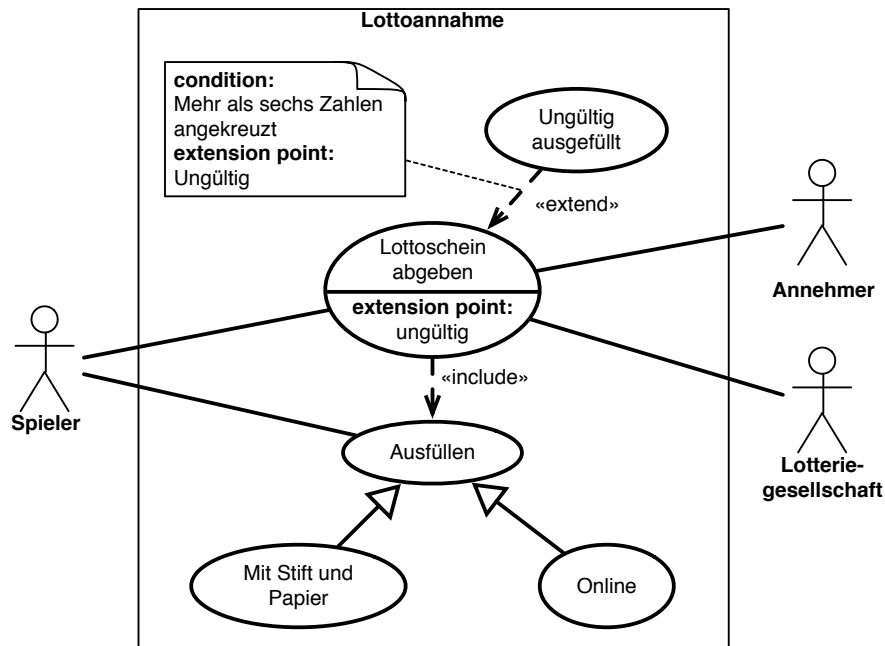 Lottoannahme
condition:
Mehr als sechs Zahlen
angekreuzt
extension point:
Ungültig
Ungültig
ausgefüllt
«extend»
Lottoschein
abgeben
extension point:
ungültig
Annehmer
«include»
Spieler
Ausfüllen
Lotterie-
gesellschaft
Mit Stift und
Papier
Online